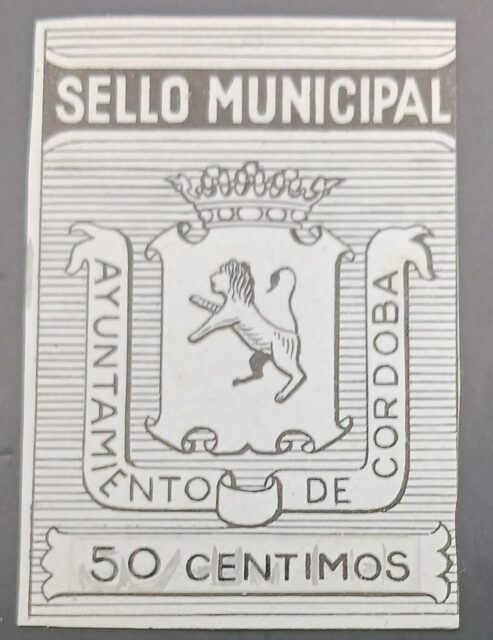 SELLO MUNICIPAL
AYUNTAMIENTO DE CORDOBA
50 CENTIMOS